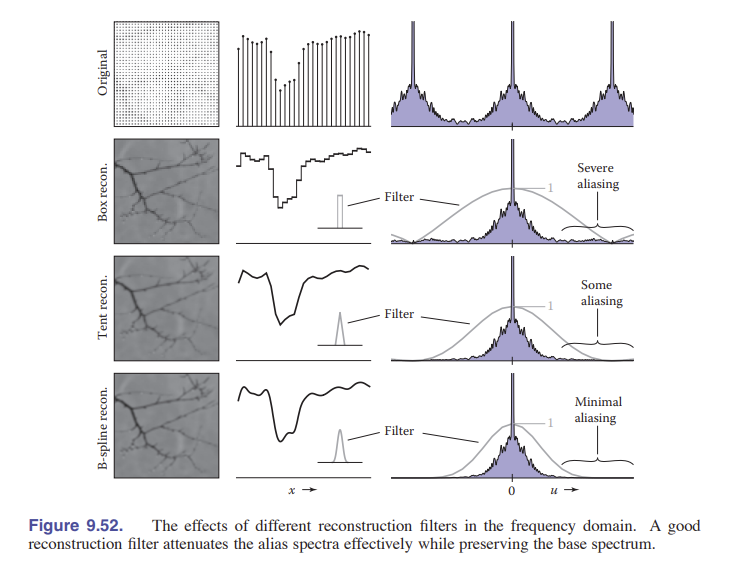 Original
Box recon.
Filter
1
Severe
aliasing
Tent recon.
Filter
1
Some
aliasing
B-spline recon.
Filter
1
Minimal
aliasing
x →
0
u →
Figure 9.52. The effects of different reconstruction filters in the frequency domain. A good
reconstruction filter attenuates the alias spectra effectively while preserving the base spectrum.